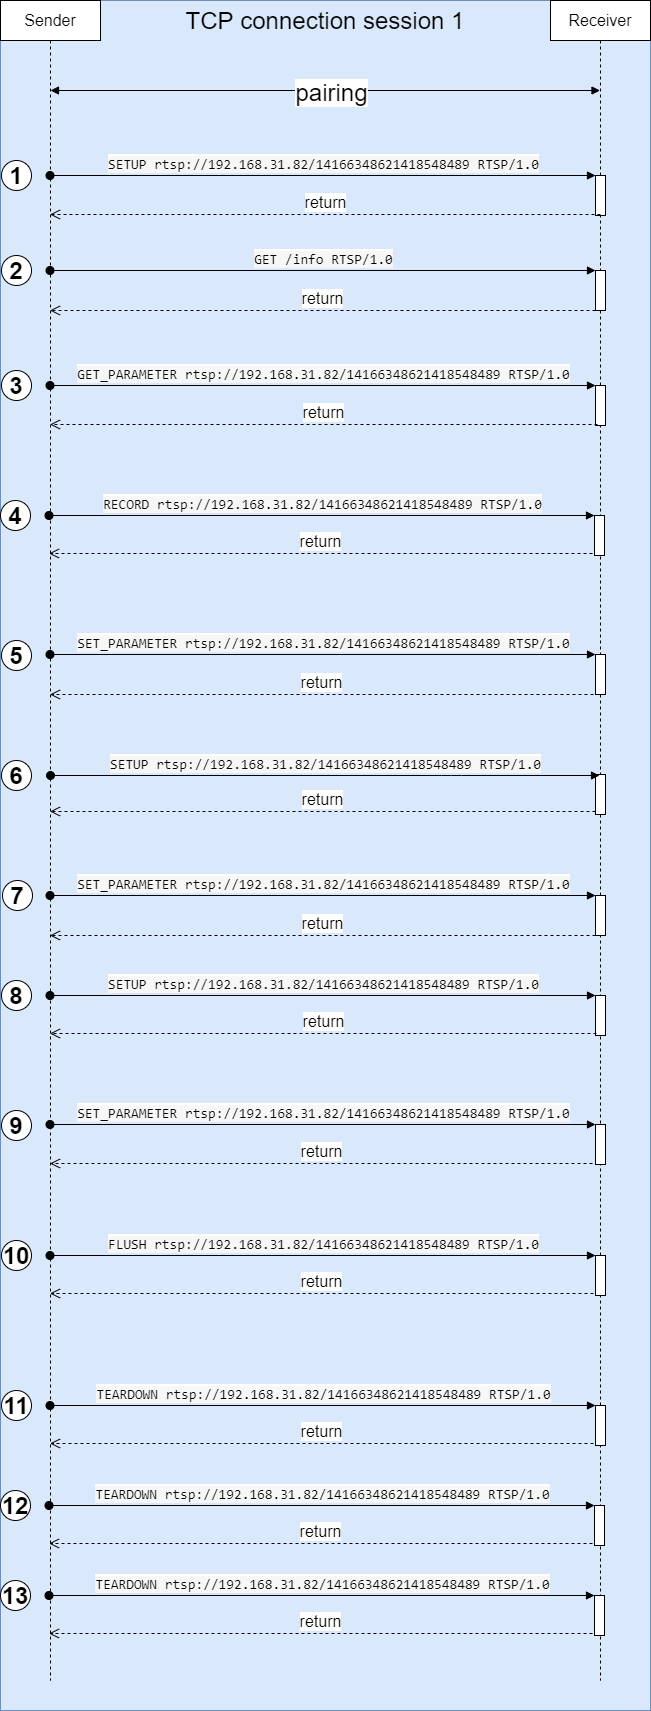 Sender
TCP connection session 1
Receiver
pairing
1
SETUP rtsp://192.168.31.82/14166348621418548489 RTSP/1.0
return
2
GET /info RTSP/1.0
return
3
GET_PARAMETER rtsp://192.168.31.82/14166348621418548489 RTSP/1.0
return
4
RECORD rtsp://192.168.31.82/14166348621418548489 RTSP/1.0
return
5
SET_PARAMETER rtsp://192.168.31.82/14166348621418548489 RTSP/1.0
return
6
SETUP rtsp://192.168.31.82/14166348621418548489 RTSP/1.0
return
7
SET_PARAMETER rtsp://192.168.31.82/14166348621418548489 RTSP/1.0
return
8
SETUP rtsp://192.168.31.82/14166348621418548489 RTSP/1.0
return
9
SET_PARAMETER rtsp://192.168.31.82/14166348621418548489 RTSP/1.0
return
10
FLUSH rtsp://192.168.31.82/14166348621418548489 RTSP/1.0
return
11
TEARDOWN rtsp://192.168.31.82/14166348621418548489 RTSP/1.0
return
12
TEARDOWN rtsp://192.168.31.82/14166348621418548489 RTSP/1.0
return
13
TEARDOWN rtsp://192.168.31.82/14166348621418548489 RTSP/1.0
return